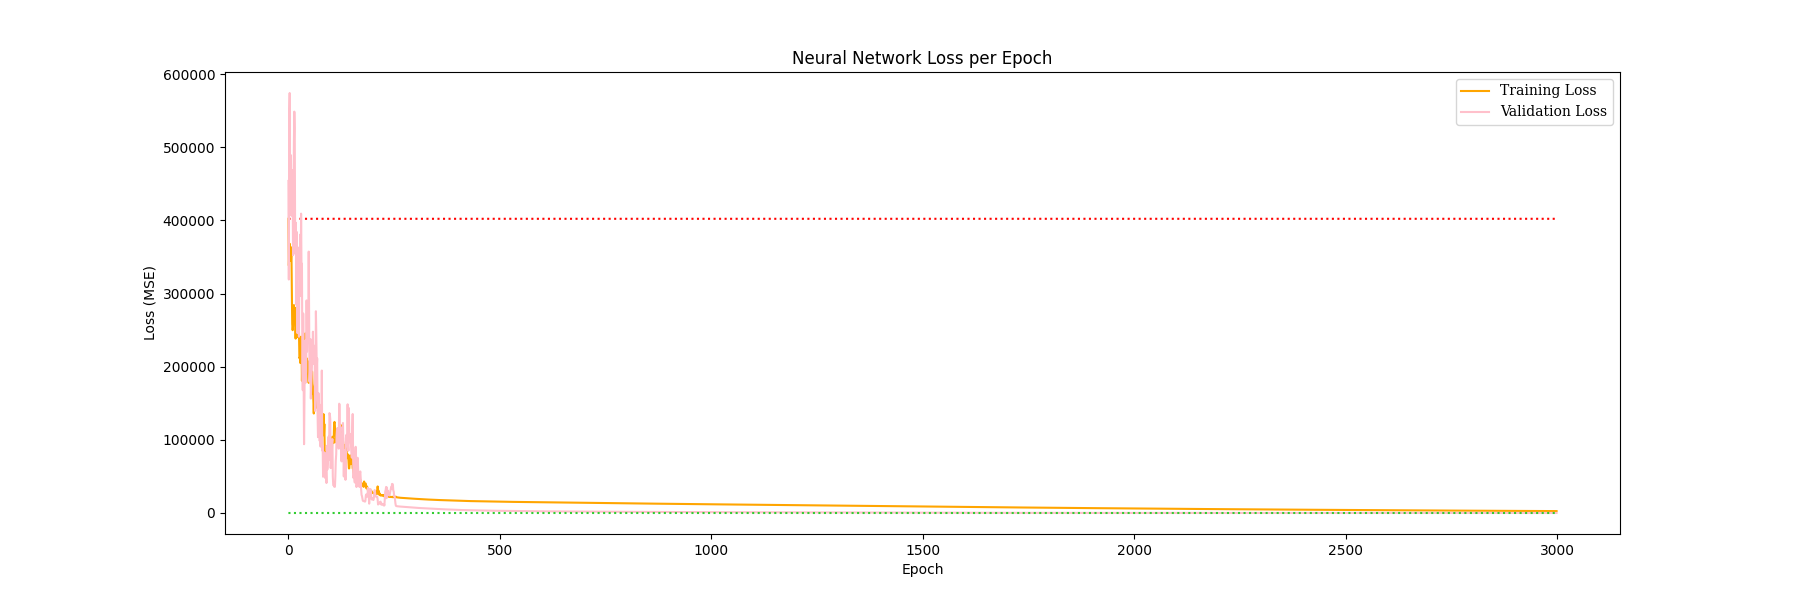 Neural Network Loss per Epoch
600000
500000
400000
300000
200000
100000
0
Loss (MSE)
Training Loss
Validation Loss
0 500 1000 1500 2000 2500 3000
Epoch